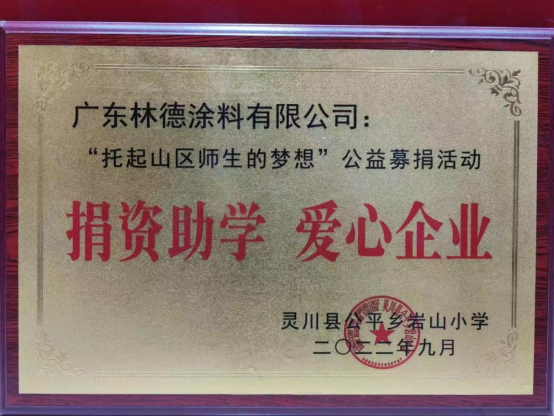 广东林德涂料有限公司：
“托起山区师生的梦想”公益募捐活动
捐资助学 爱心企业
灵川县公平乡岩山小学
二〇二二年九月